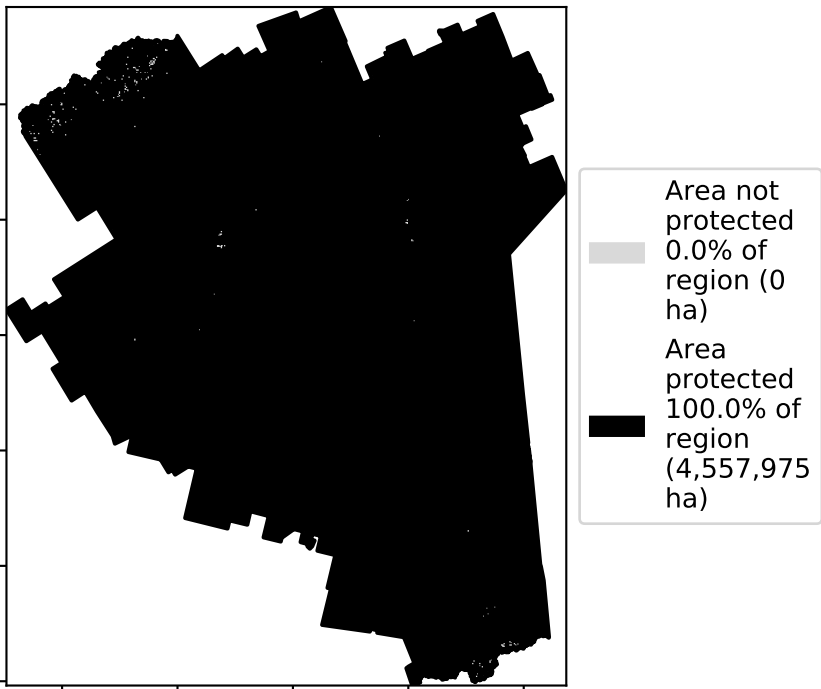 Area not
protected
0.0% of
region (0
ha)
Area
protected
100.0% of
region
(4,557,975
ha)